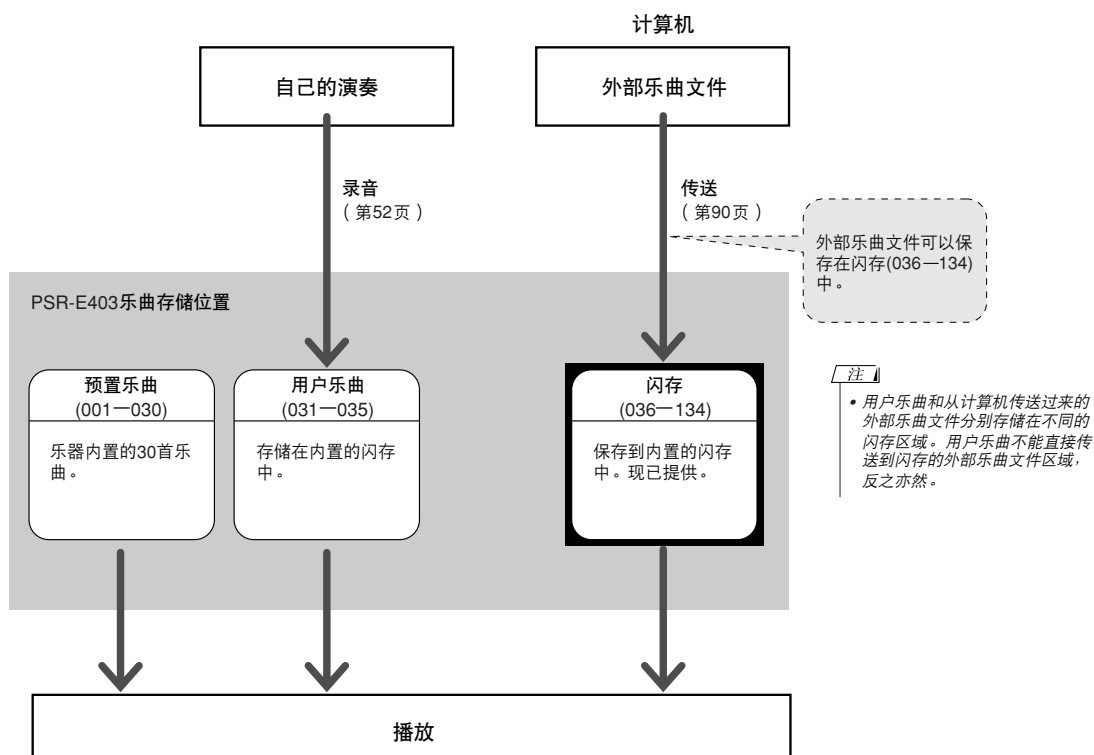 计算机
自己的演奏
外部乐曲文件
录音
(第52页)
传送
(第90页)
外部乐曲文件可以保
存在闪存(036—134)
中。
PSR-E403乐曲存储位置
预置乐曲
(001—030)
乐器内置的30首乐
曲。
用户乐曲
(031—035)
存储在内置的闪存
中。
闪存
(036—134)
保存到内置的闪存
中。现已提供。
注
• 用户乐曲和从计算机传送过来的
外部乐曲文件分别存储在不同的
闪存区域。用户乐曲不能直接传
送到闪存的外部乐曲文件区域，
反之亦然。
播放